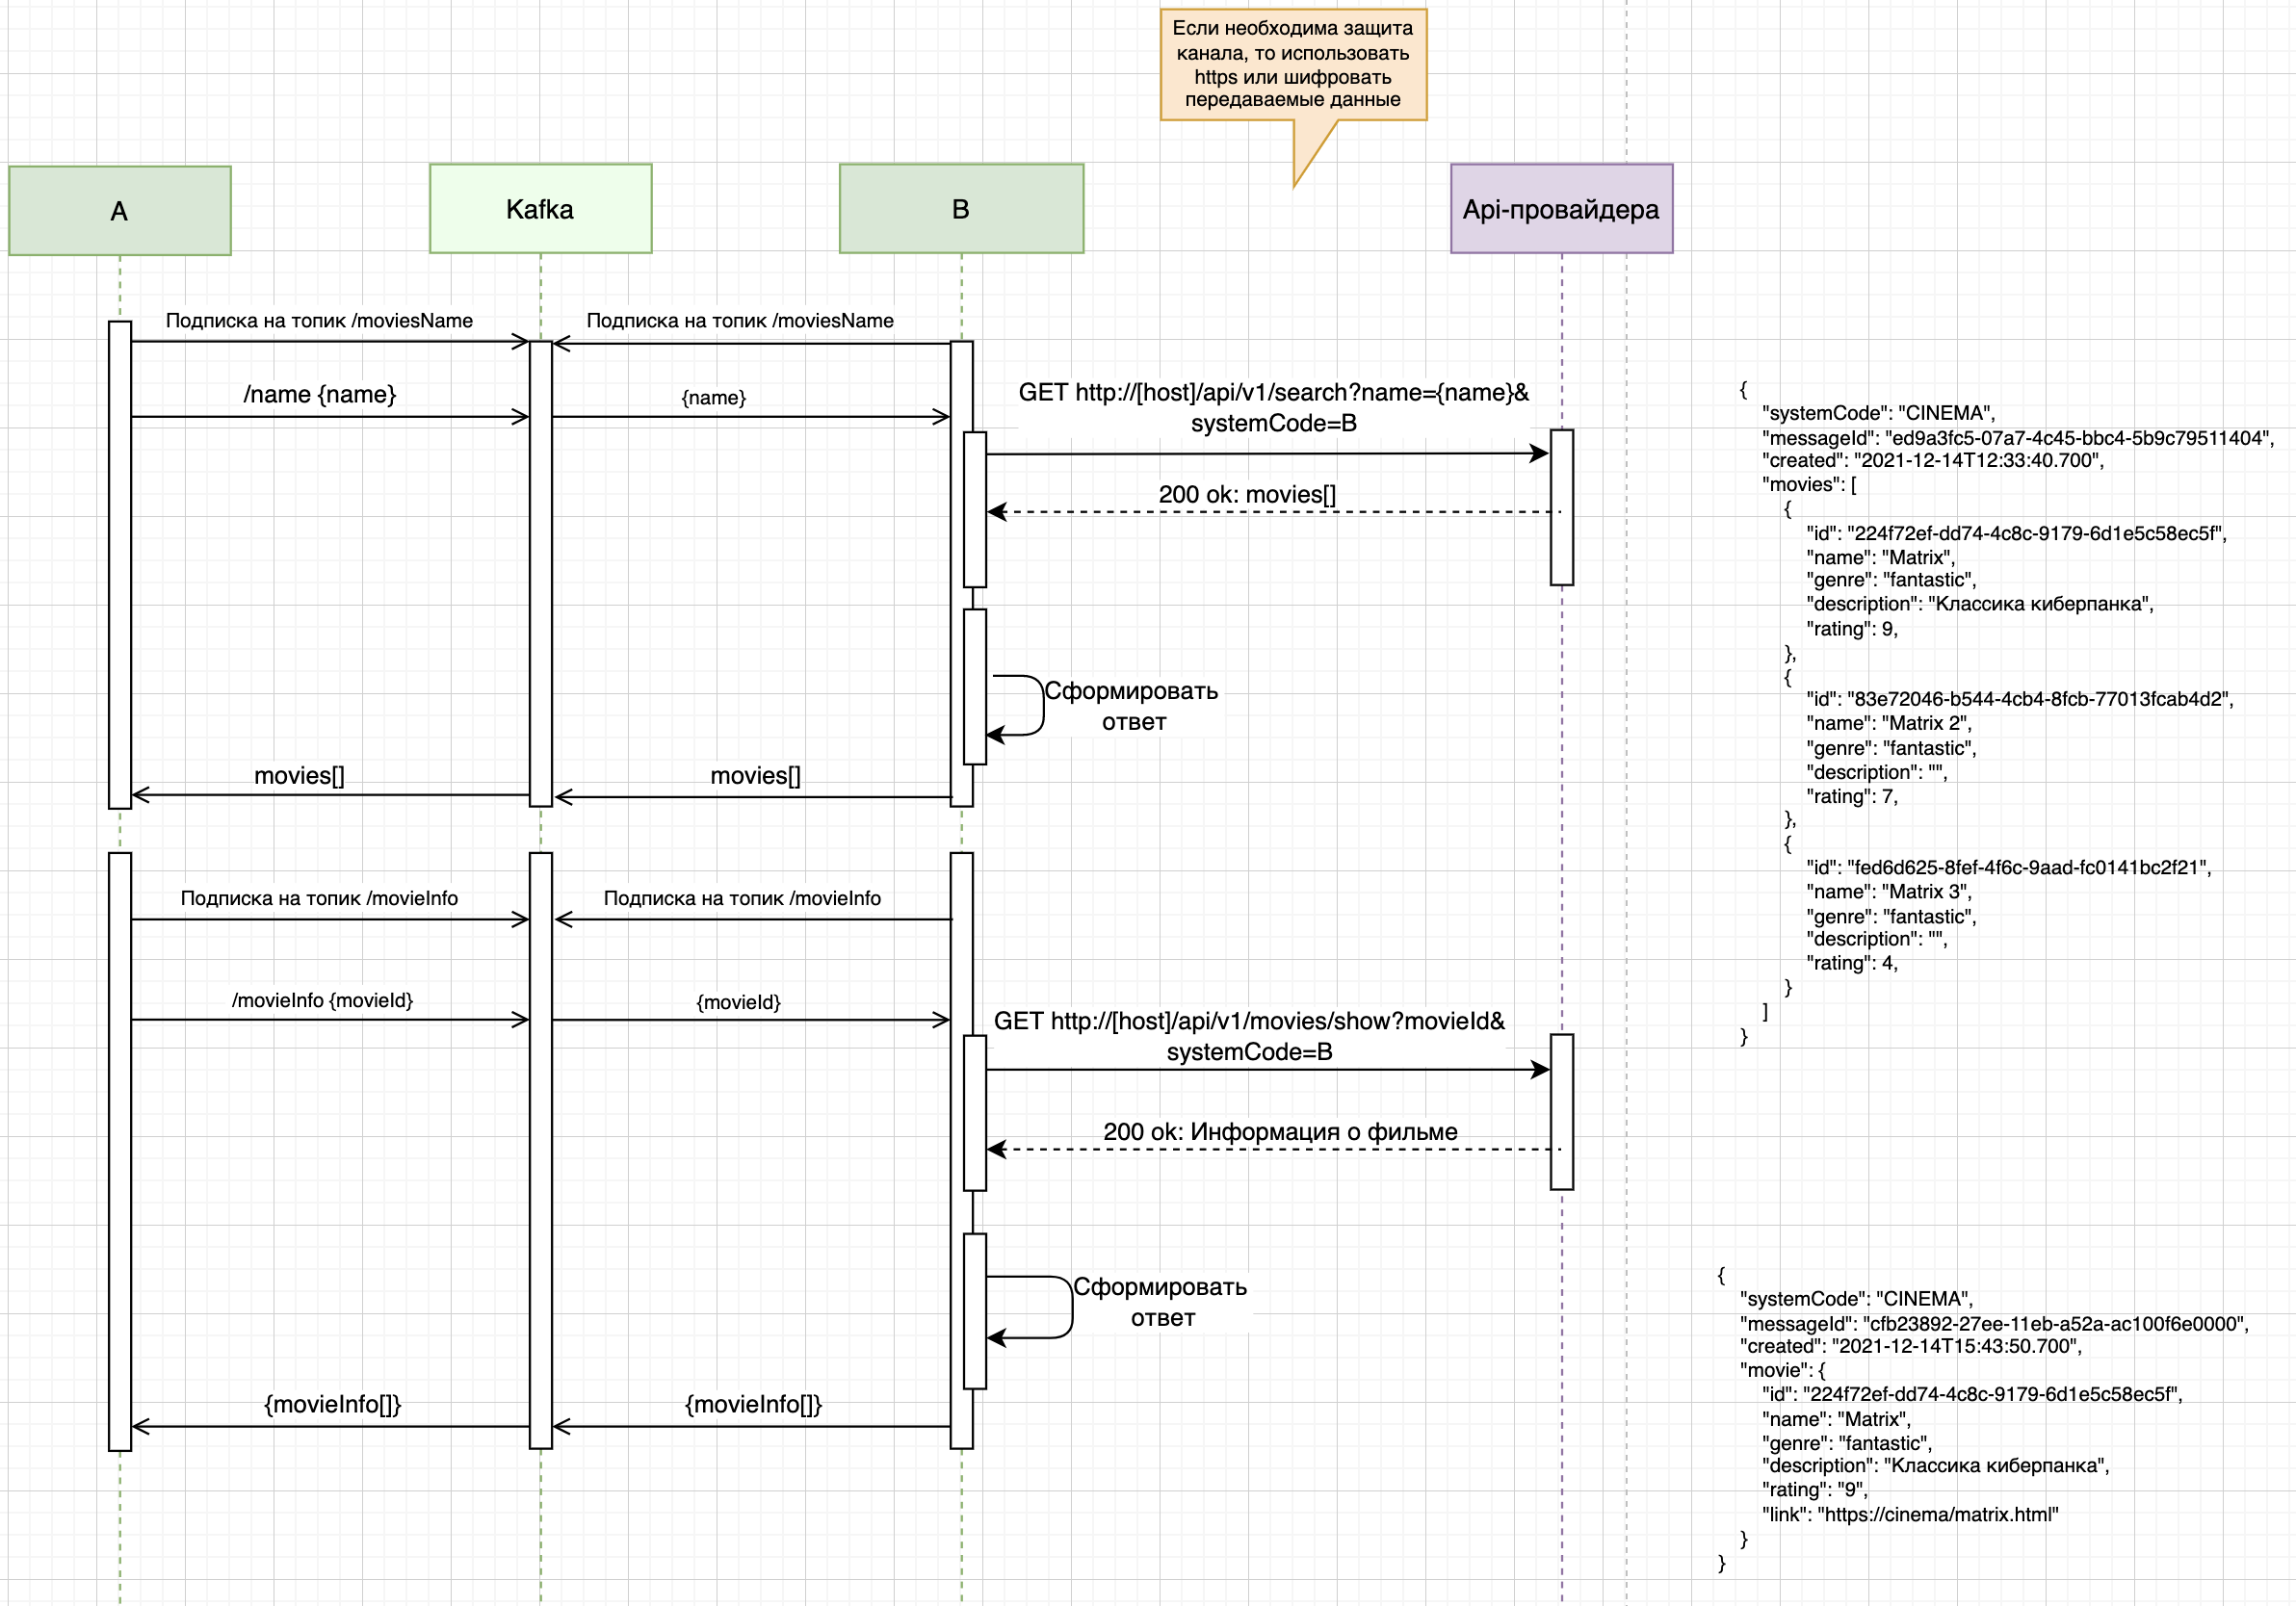 Если необходима защита
канала, то использовать
https или шифровать
передаваемые данные
A
Kafka
B
Api-провайдера
Подписка на топик /moviesName
Подписка на топик /moviesName
/name {name}
{name}
GET http://[host]/api/v1/search?name={name}&
systemCode=B
200 ok: movies[]
Сформировать
ответ
movies[]
movies[]
Подписка на топик /movieInfo
Подписка на топик /movieInfo
/movieInfo {movieId}
{movieId}
GET http://[host]/api/v1/movies/show?movieId&
systemCode=B
200 ok: Информация о фильме
Сформировать
ответ
{movieInfo[]}
{movieInfo[]}
{
"systemCode": "CINEMA",
"messageId": "ed9a3fc5-07a7-4c45-bbc4-5b9c79511404",
"created": "2021-12-14T12:33:40.700",
"movies": [
{
"id": "224f72ef-dd74-4c8c-9179-6d1e5c58ec5f",
"name": "Matrix",
"genre": "fantastic",
"description": "Классика киберпанка",
"rating": 9,
},
{
"id": "83e72046-b544-4cb4-8fcb-77013fcab4d2",
"name": "Matrix 2",
"genre": "fantastic",
"description": "",
"rating": 7,
},
{
"id": "fed6d625-8fef-4f6c-9aad-fc0141bc2f21",
"name": "Matrix 3",
"genre": "fantastic",
"description": "",
"rating": 4,
}
]
}
{
"systemCode": "CINEMA",
"messageId": "cfb23892-27ee-11eb-a52a-ac100f6e0000",
"created": "2021-12-14T15:43:50.700",
"movie": {
"id": "224f72ef-dd74-4c8c-9179-6d1e5c58ec5f",
"name": "Matrix",
"genre": "fantastic",
"description": "Классика киберпанка",
"rating": "9",
"link": "https://cinema/matrix.html"
}
}